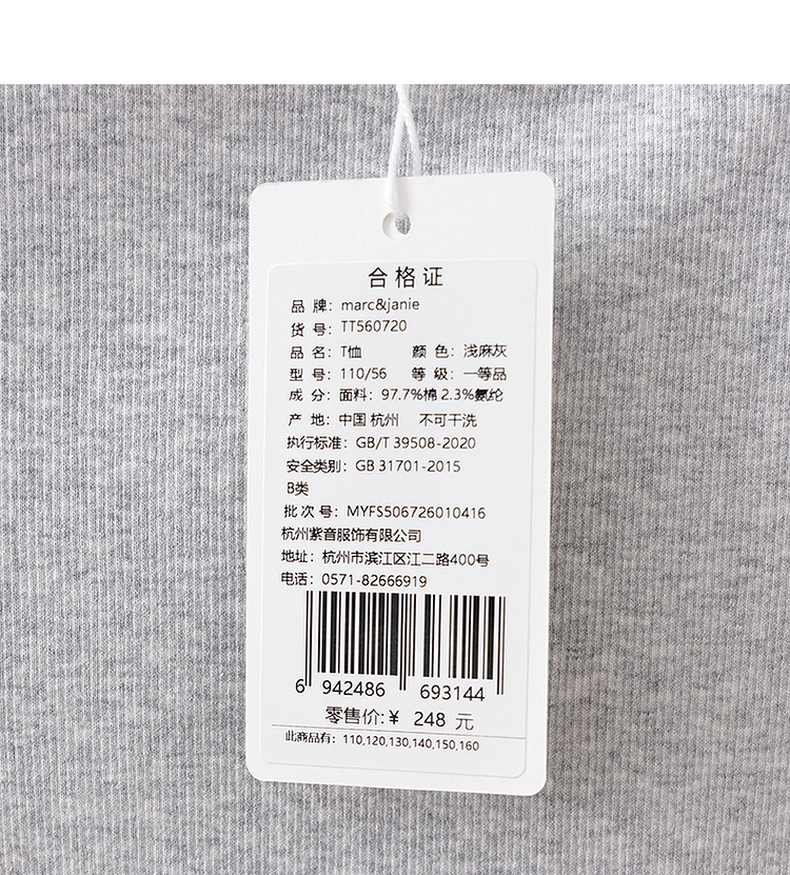 合格证
品 牌：marc&janie
货 号：TT560720
品 名：T恤 颜 色：浅麻灰
型 号：110/56 等 级：一等品
成 分：面料：97.7%棉 2.3%氨纶
产 地：中国 杭州 不可干洗
执行标准：GB/T 39508-2020
安全类别：GB 31701-2015
B类
批 次 号：MYFS506726010416
杭州紫音服饰有限公司
地址：杭州市滨江区江二路400号
电话：0571-82666919
6 942486 693144
零售价:¥ 248 元
此商品有：110,120,130,140,150,160